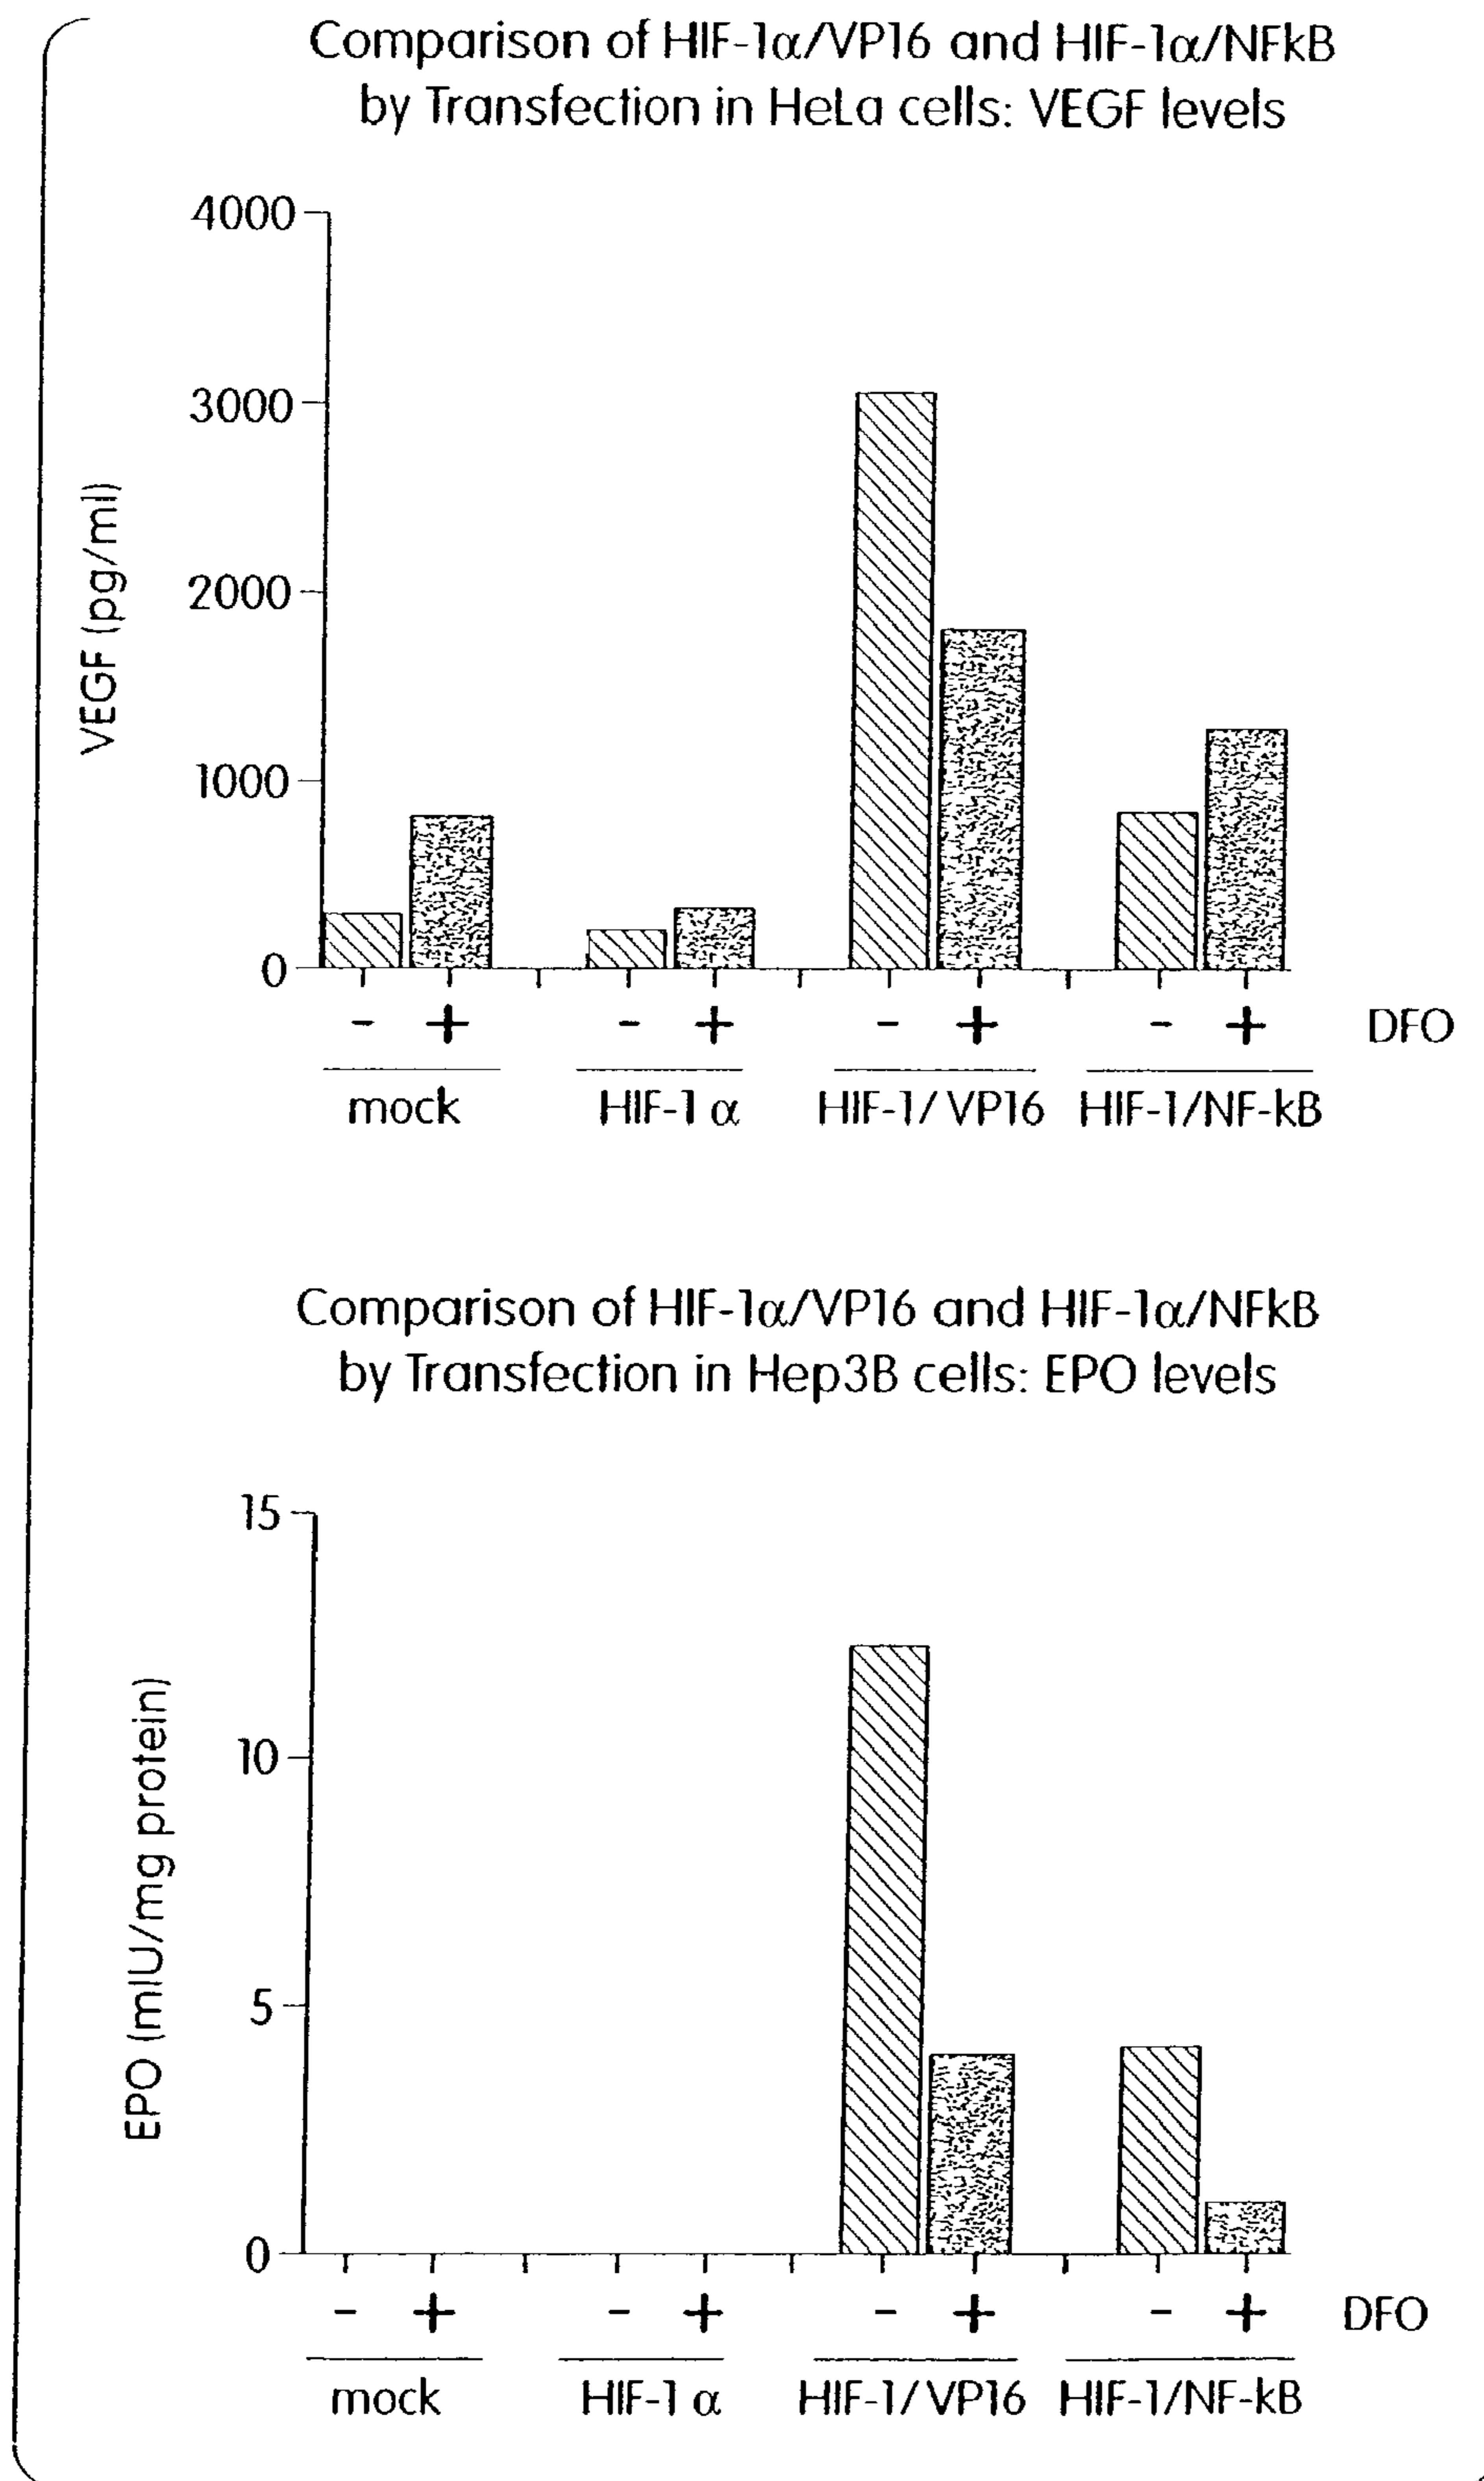 Comparison of HIF-1α/VP16 and HIF-1α/NFkB
by Transfection in HeLa cells: VEGF levels
4000
3000
2000
1000
0
VEGF (pg/ml)
- + - + - + - + DFO
mock HIF-1 α HIF-1/VP16 HIF-1/NF-kB
Comparison of HIF-1α/VP16 and HIF-1α/NFkB
by Transfection in Hep3B cells: EPO levels
15
10
5
0
EPO (mIU/mg protein)
- + - + - + - + DFO
mock HIF-1 α HIF-1/VP16 HIF-1/NF-kB